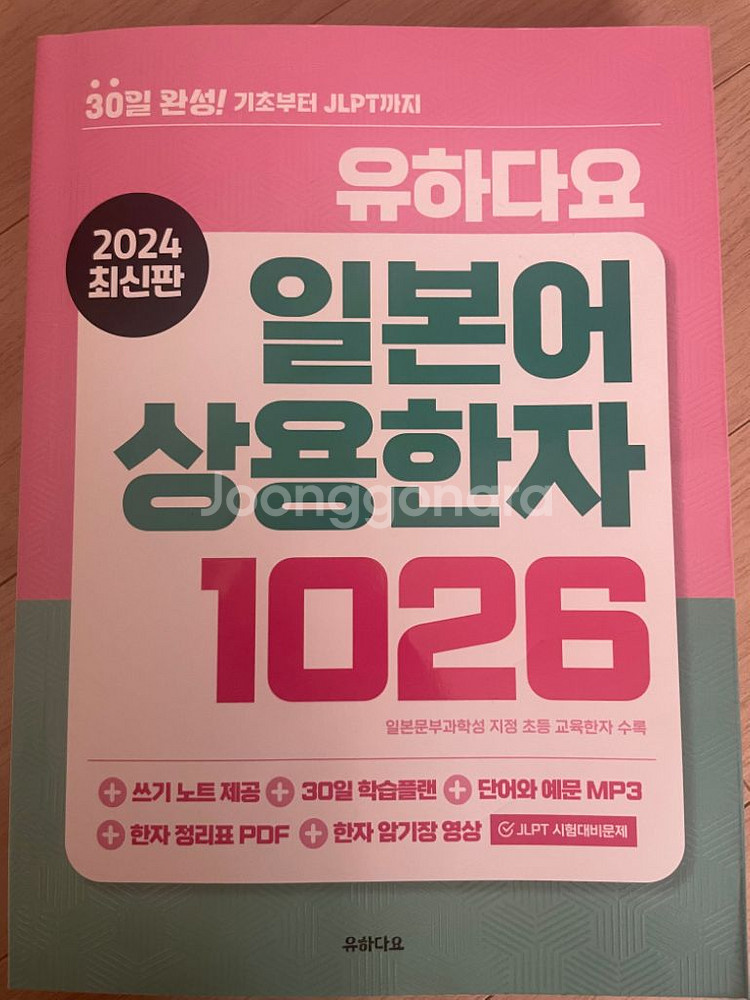 30일 완성! 기초부터 JLPT까지
유하다요
2024
최신판
일본어
상용한자
Joonggonara
1026
일본문부과학성 지정 초등 교육한자 수록
+ 쓰기 노트 제공 + 30일 학습플랜 + 단어와 예문 MP3
+ 한자 정리표 PDF + 한자 암기장 영상 JLPT 시험대비문제
유하다요